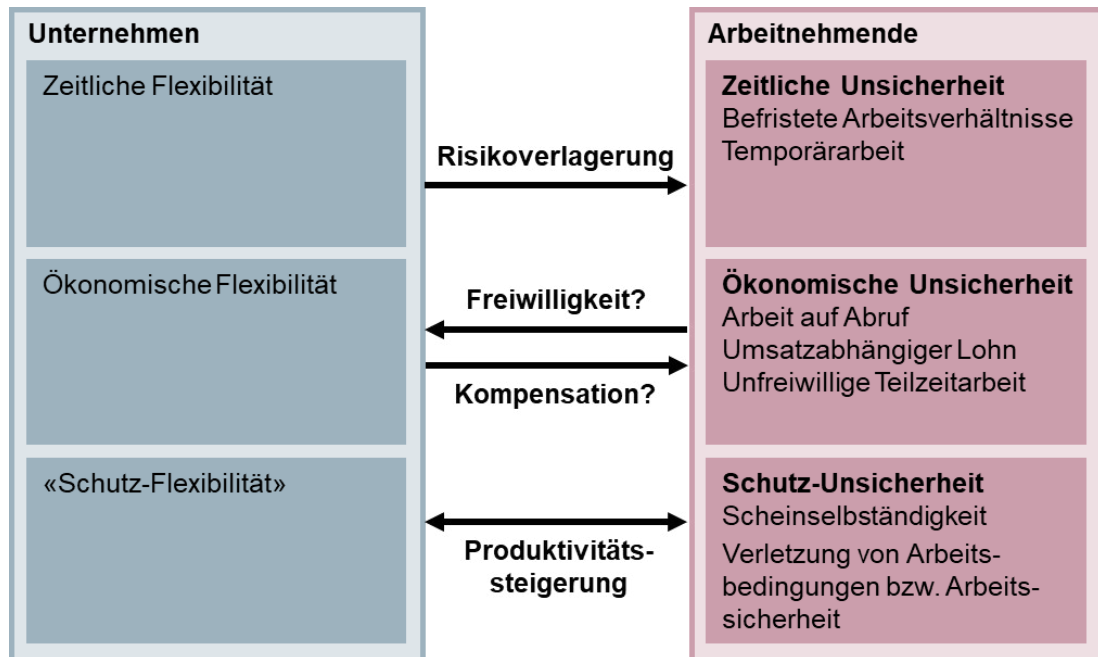 Unternehmen
Zeitliche Flexibilität
Ökonomische Flexibilität
«Schutz-Flexibilität»
Risikoverlagerung
Freiwilligkeit?
Kompensation?
Produktivitäts-
steigerung
Arbeitnehmende
Zeitliche Unsicherheit
Befristete Arbeitsverhältnisse
Temporärarbeit
Ökonomische Unsicherheit
Arbeit auf Abruf
Umsatzabhängiger Lohn
Unfreiwillige Teilzeitarbeit
Schutz-Unsicherheit
Scheinselbständigkeit
Verletzung von Arbeits-
bedingungen bzw. Arbeits-
sicherheit